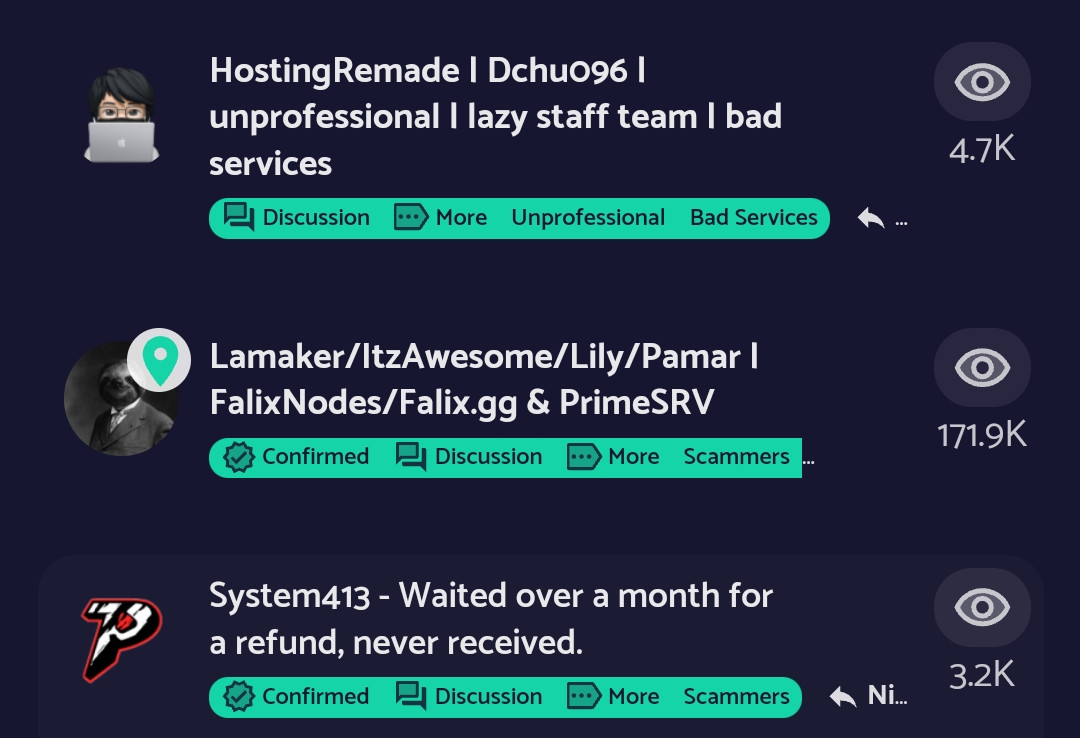 HostingRemade | Dchu096 |
unprofessional | lazy staff team | bad
services
4.7K
Discussion More Unprofessional Bad Services ...
Lamaker/ItzAwesome/Lily/Pamar |
FalixNodes/Falix.gg & PrimeSRV
171.9K
Confirmed Discussion More Scammers ...
System413 - Waited over a month for
a refund, never received.
3.2K
Confirmed Discussion More Scammers Ni...